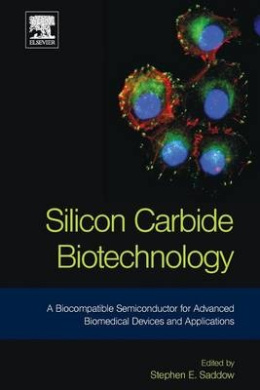 ELSEVIER
Silicon Carbide
Biotechnology
A Biocompatible Semiconductor for Advanced
Biomedical Devices and Applications
Edited by
Stephen E. Saddow